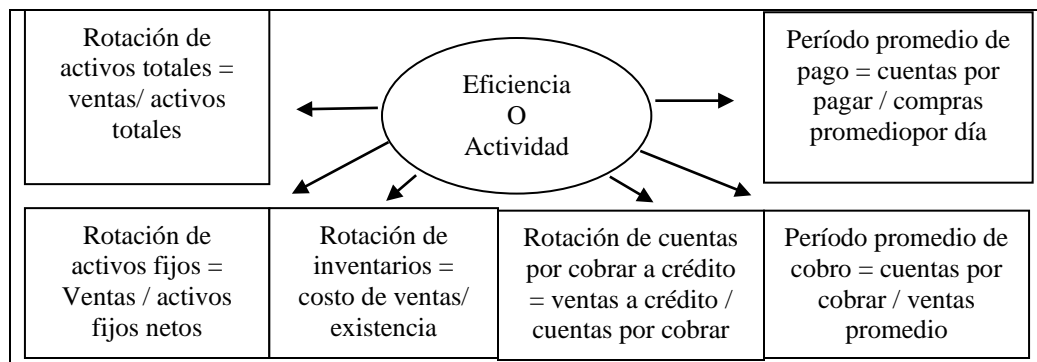 Rotación de
activos totales =
ventas/ activos
totales
Eficiencia
O
Actividad
Período promedio de
pago = cuentas por
pagar / compras
promediopor día
Rotación de
activos fijos =
Ventas / activos
fijos netos
Rotación de
inventarios =
costo de ventas/
existencia
Rotación de cuentas
por cobrar a crédito
= ventas a crédito /
cuentas por cobrar
Período promedio de
cobro = cuentas por
cobrar / ventas
promedio